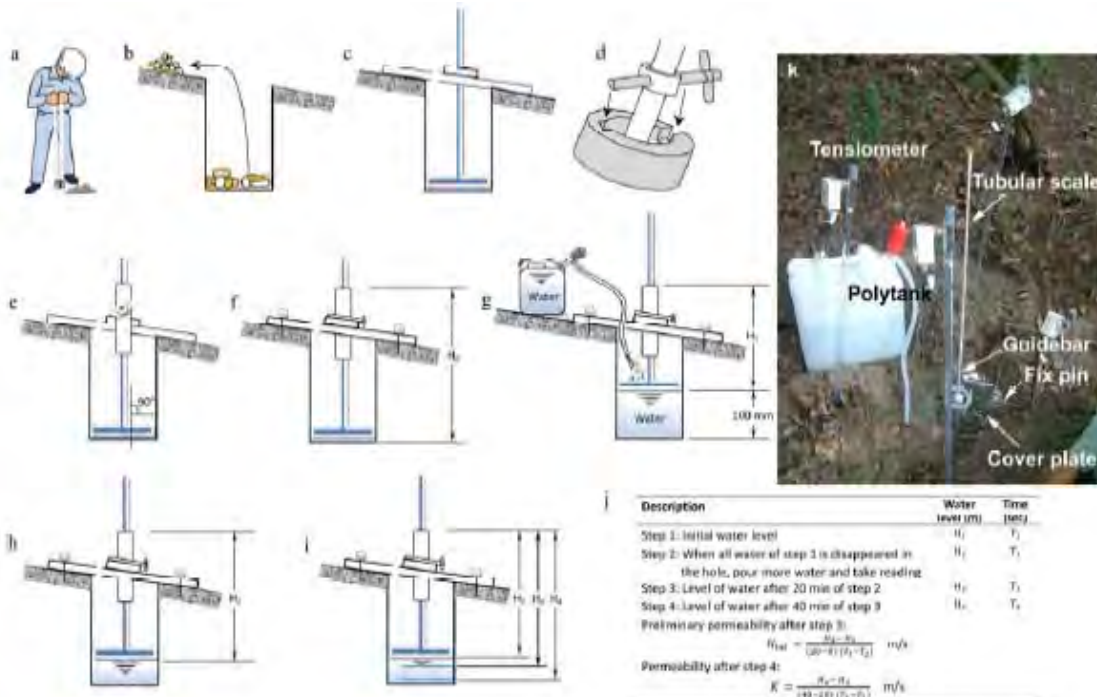 a
b
c
d
k
Tensiometer
Tubular scale
Polytank
Guidebar
Fix pin
Cover plate
e
f
g
Water
Water
90°
100 mm
h
i
j
Description Water level (m) Time (sec)
Step 1: Initial water level
Step 2: When all water of step 1 is disappeared in
the hole, pour more water and take reading
Step 3: Level of water after 20 min of step 2
Step 4: Level of water after 40 min of step 3
Preliminary permeability after step 3:
m/s
Permeability after step 4:
K = m/s